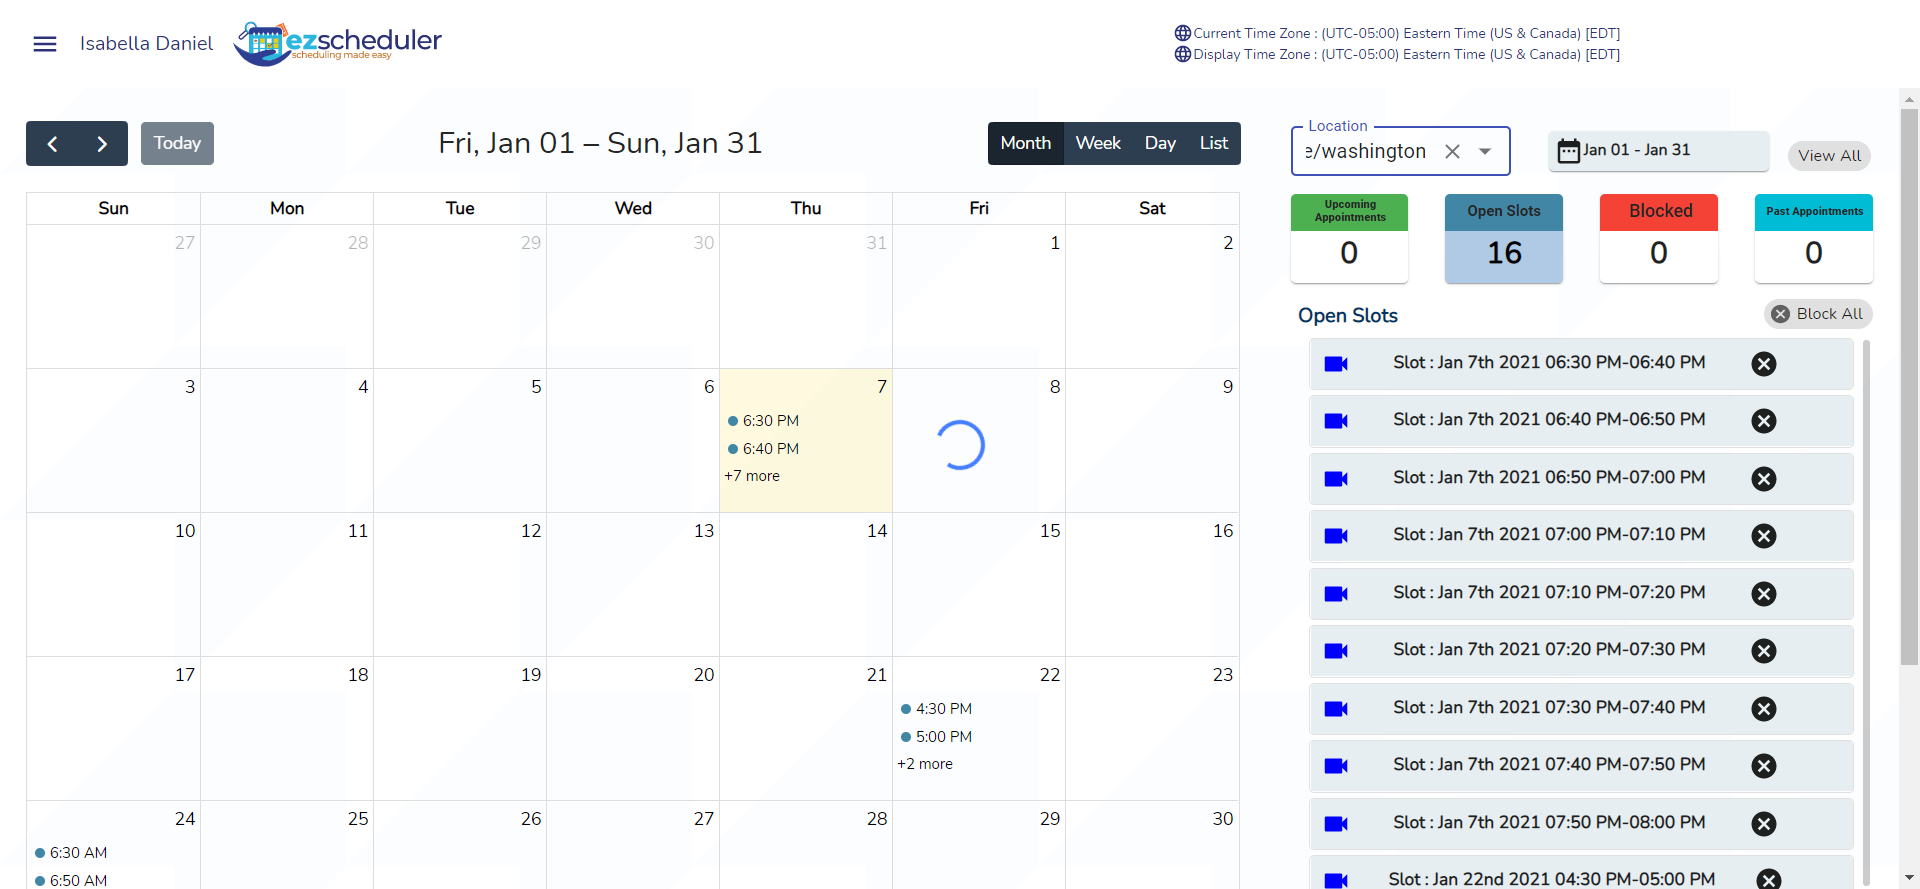 Isabella Daniel
ezscheduler
scheduling made easy
Current Time Zone : (UTC-05:00) Eastern Time (US & Canada) [EDT]
Display Time Zone : (UTC-05:00) Eastern Time (US & Canada) [EDT]
Today
Fri, Jan 01 – Sun, Jan 31
Month Week Day List
Sun Mon Tue Wed Thu Fri Sat
27 28 29 30 31 1 2
3 4 5 6 7 8 9
6:30 PM
6:40 PM
+7 more
10 11 12 13 14 15 16
17 18 19 20 21 22 23
4:30 PM
5:00 PM
+2 more
24 25 26 27 28 29 30
6:30 AM
6:50 AM
Location
e/washington
Jan 01 - Jan 31
View All
Upcoming
Appointments
0
Open Slots
16
Blocked
0
Past Appointments
0
Open Slots
Block All
Slot : Jan 7th 2021 06:30 PM-06:40 PM
Slot : Jan 7th 2021 06:40 PM-06:50 PM
Slot : Jan 7th 2021 06:50 PM-07:00 PM
Slot : Jan 7th 2021 07:00 PM-07:10 PM
Slot : Jan 7th 2021 07:10 PM-07:20 PM
Slot : Jan 7th 2021 07:20 PM-07:30 PM
Slot : Jan 7th 2021 07:30 PM-07:40 PM
Slot : Jan 7th 2021 07:40 PM-07:50 PM
Slot : Jan 7th 2021 07:50 PM-08:00 PM
Slot : Jan 22nd 2021 04:30 PM-05:00 PM